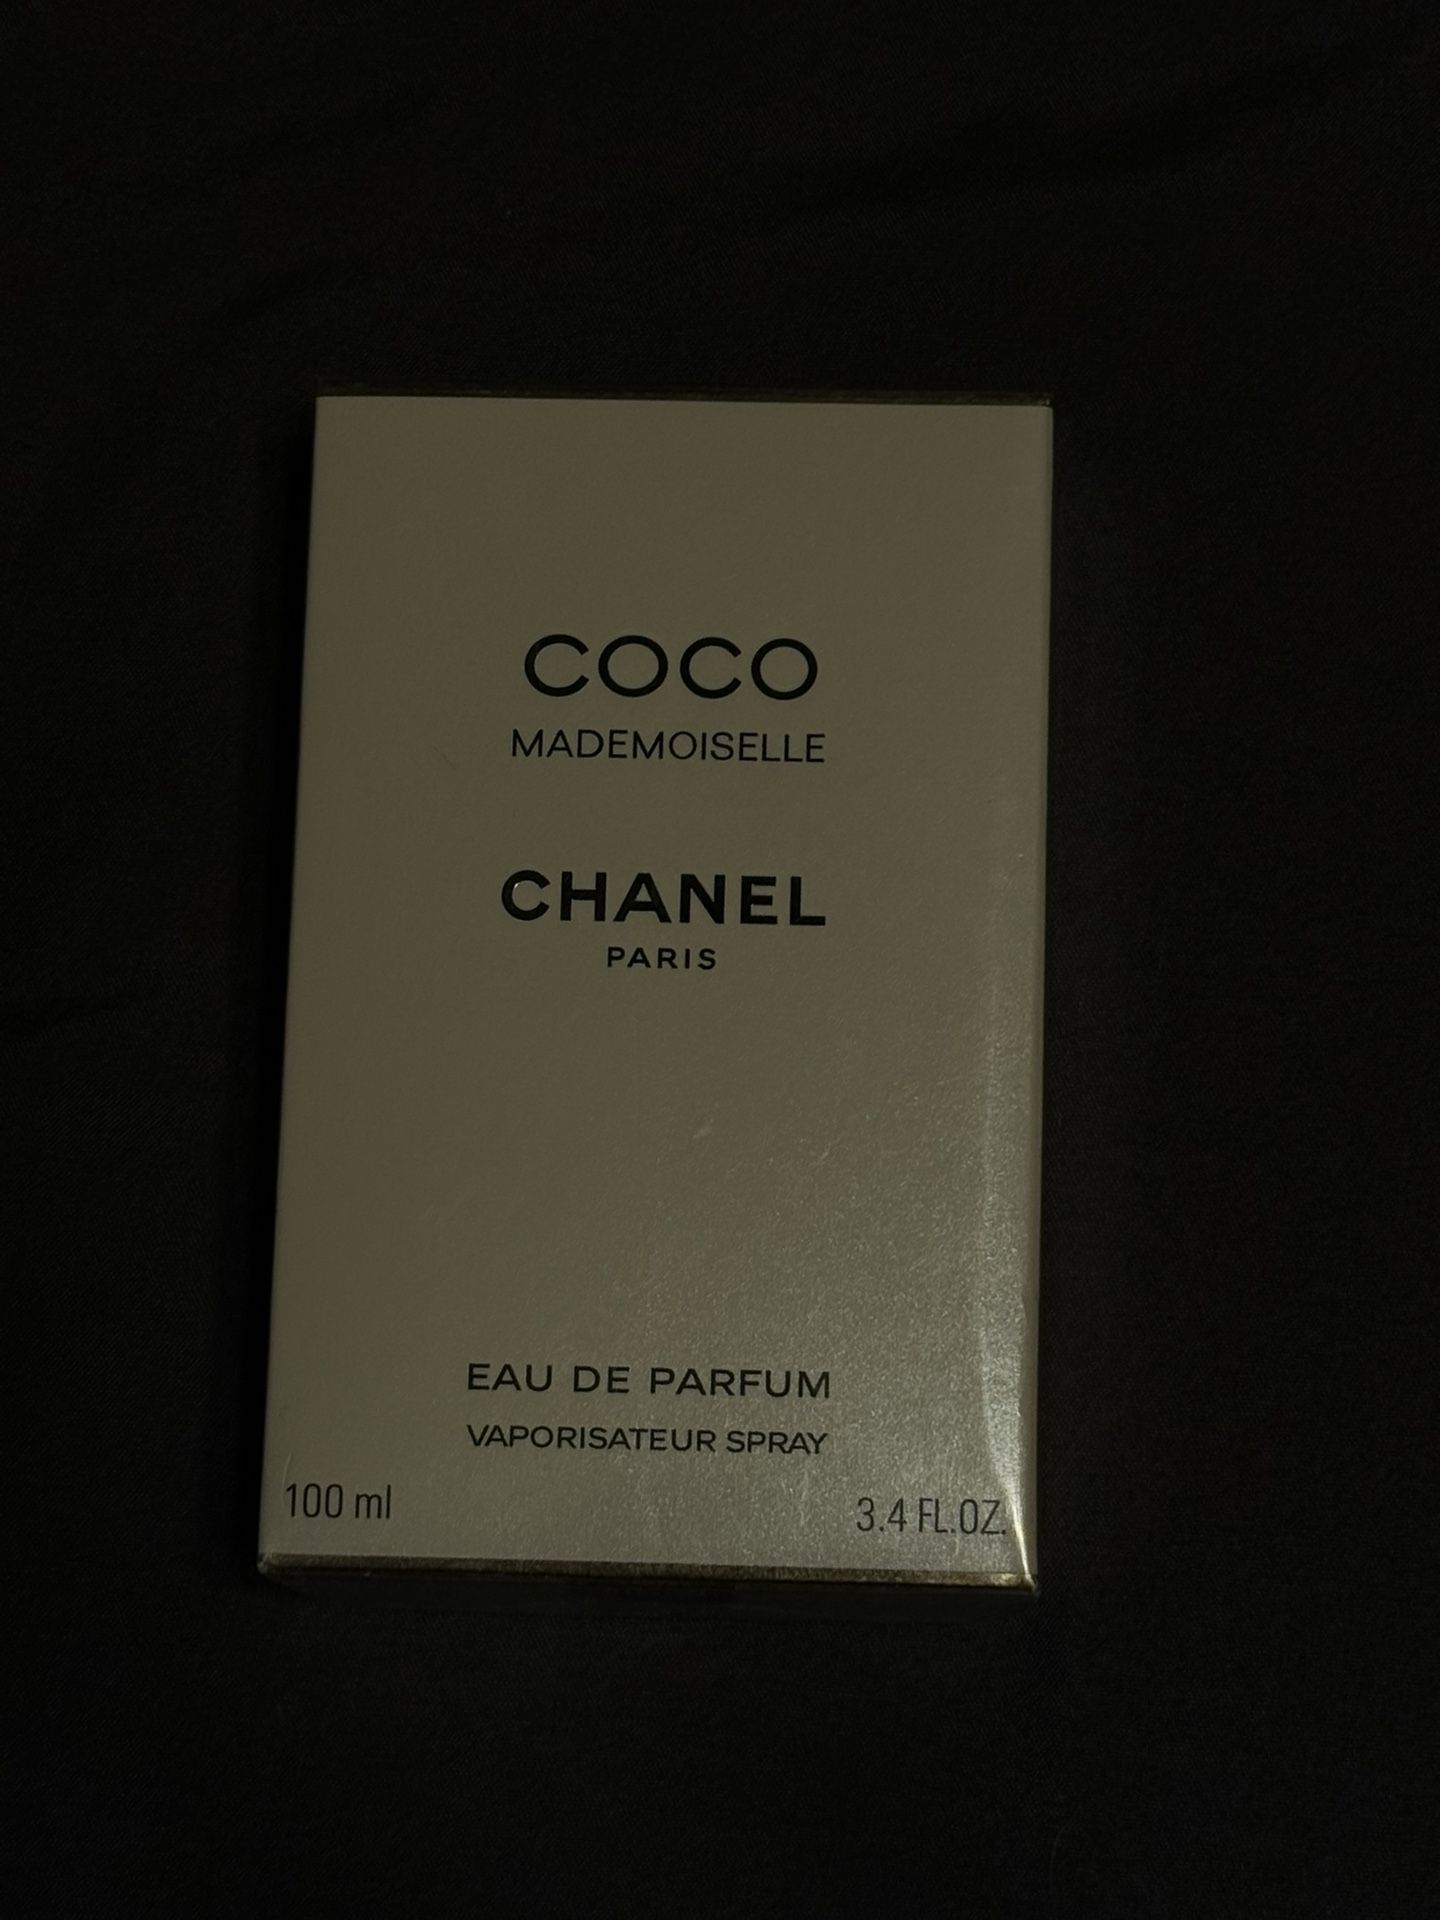 COCO
MADEMOISELLE
CHANEL
PARIS
EAU DE PARFUM
VAPORISATEUR SPRAY
100 ml 3.4 FL.OZ.